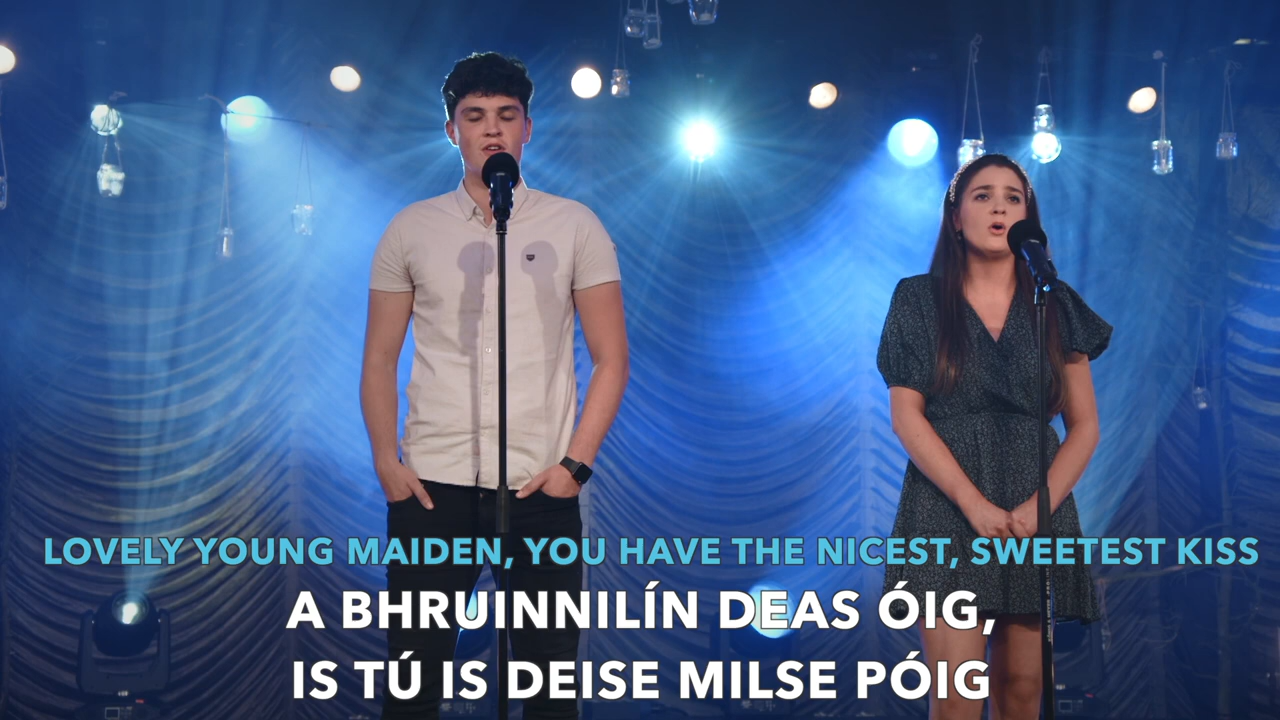 LOVELY YOUNG MAIDEN, YOU HAVE THE NICEST, SWEETEST KISS
A BHRUINNILÍN DEAS ÓIG,
IS TÚ IS DEISE MILSE PÓIG